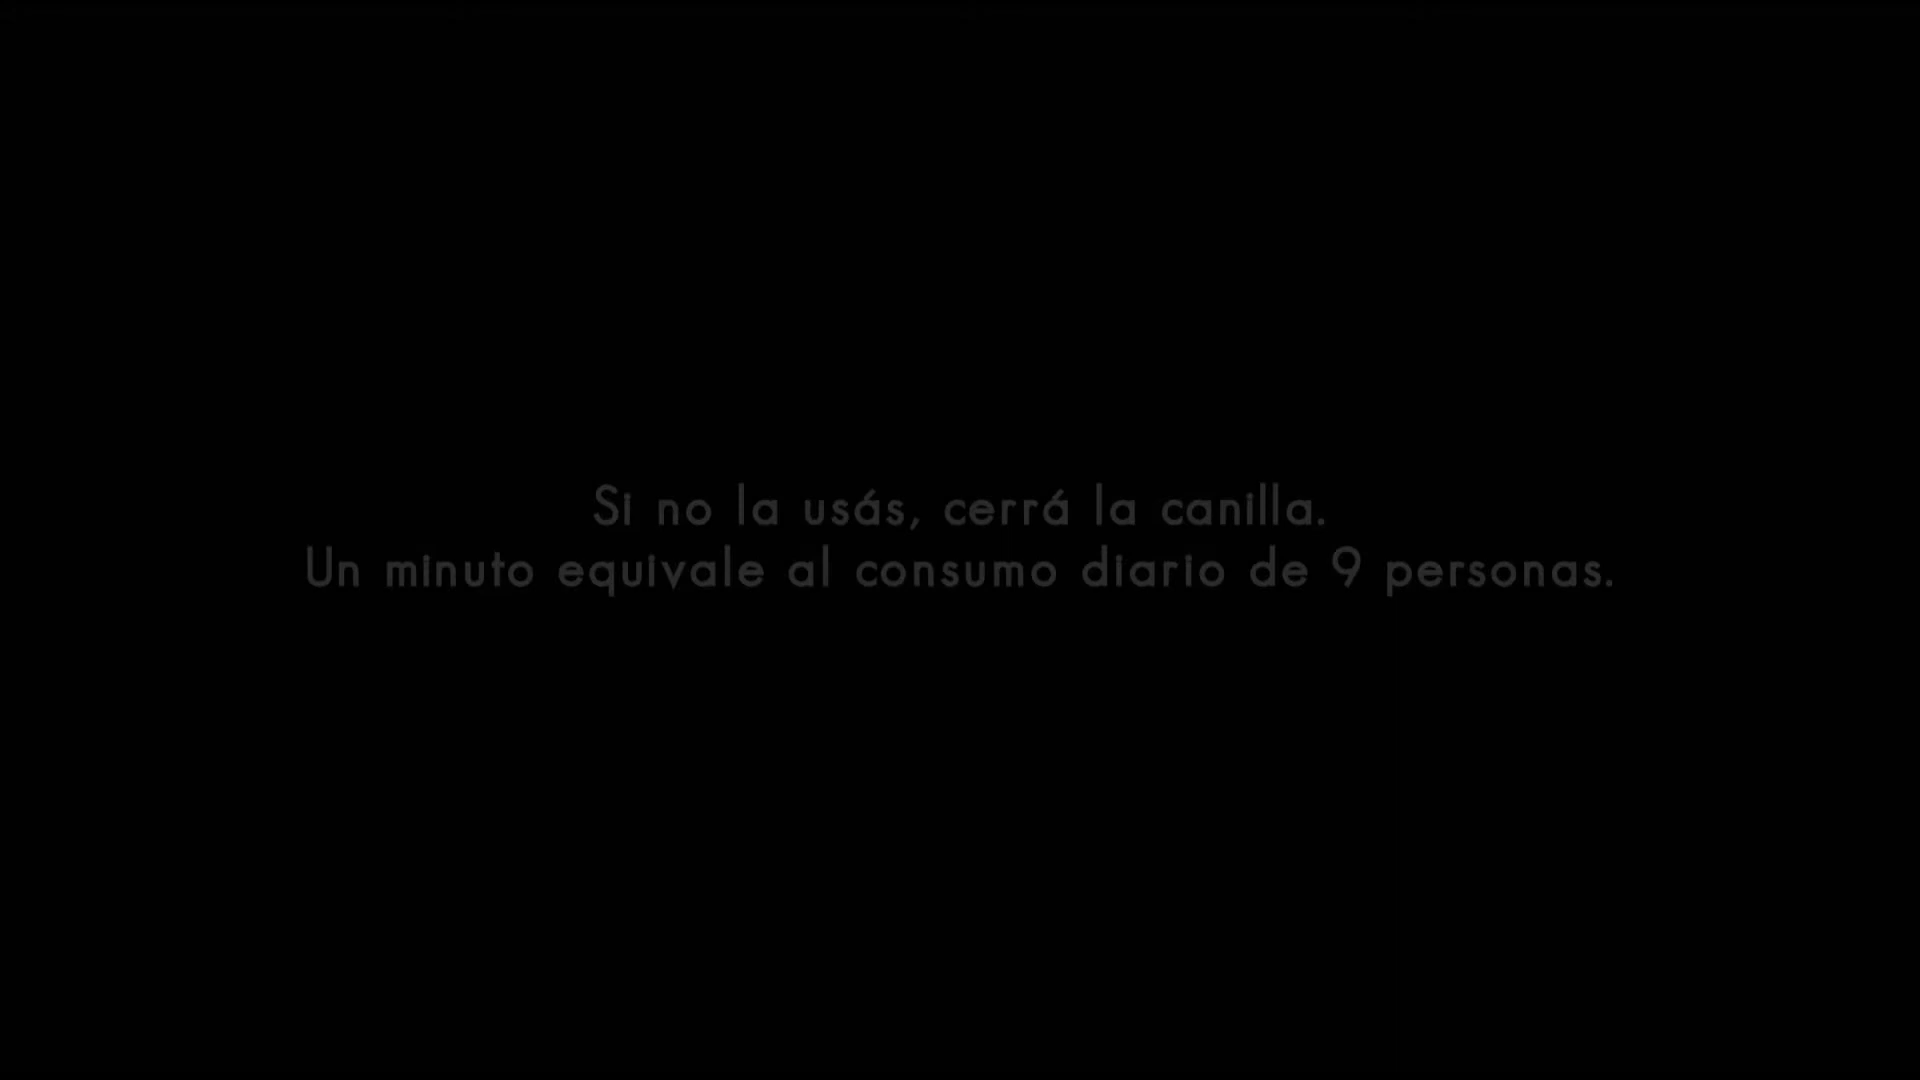 Si no la usás, cerrá la canilla.
Un minuto equivale al consumo diario de 9 personas.